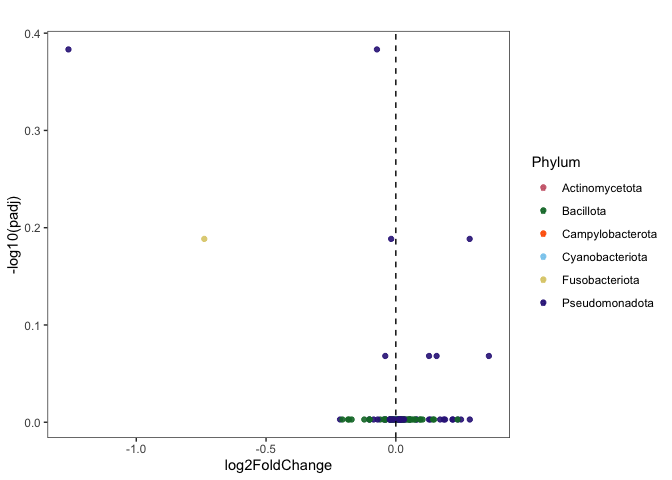 0.4
0.3
0.2
0.1
0.0
-log10(padj)
-1.0
-0.5
0.0
log2FoldChange
Phylum
Actinomycetota
Bacillota
Campylobacterota
Cyanobacteriota
Fusobacteriota
Pseudomonadota